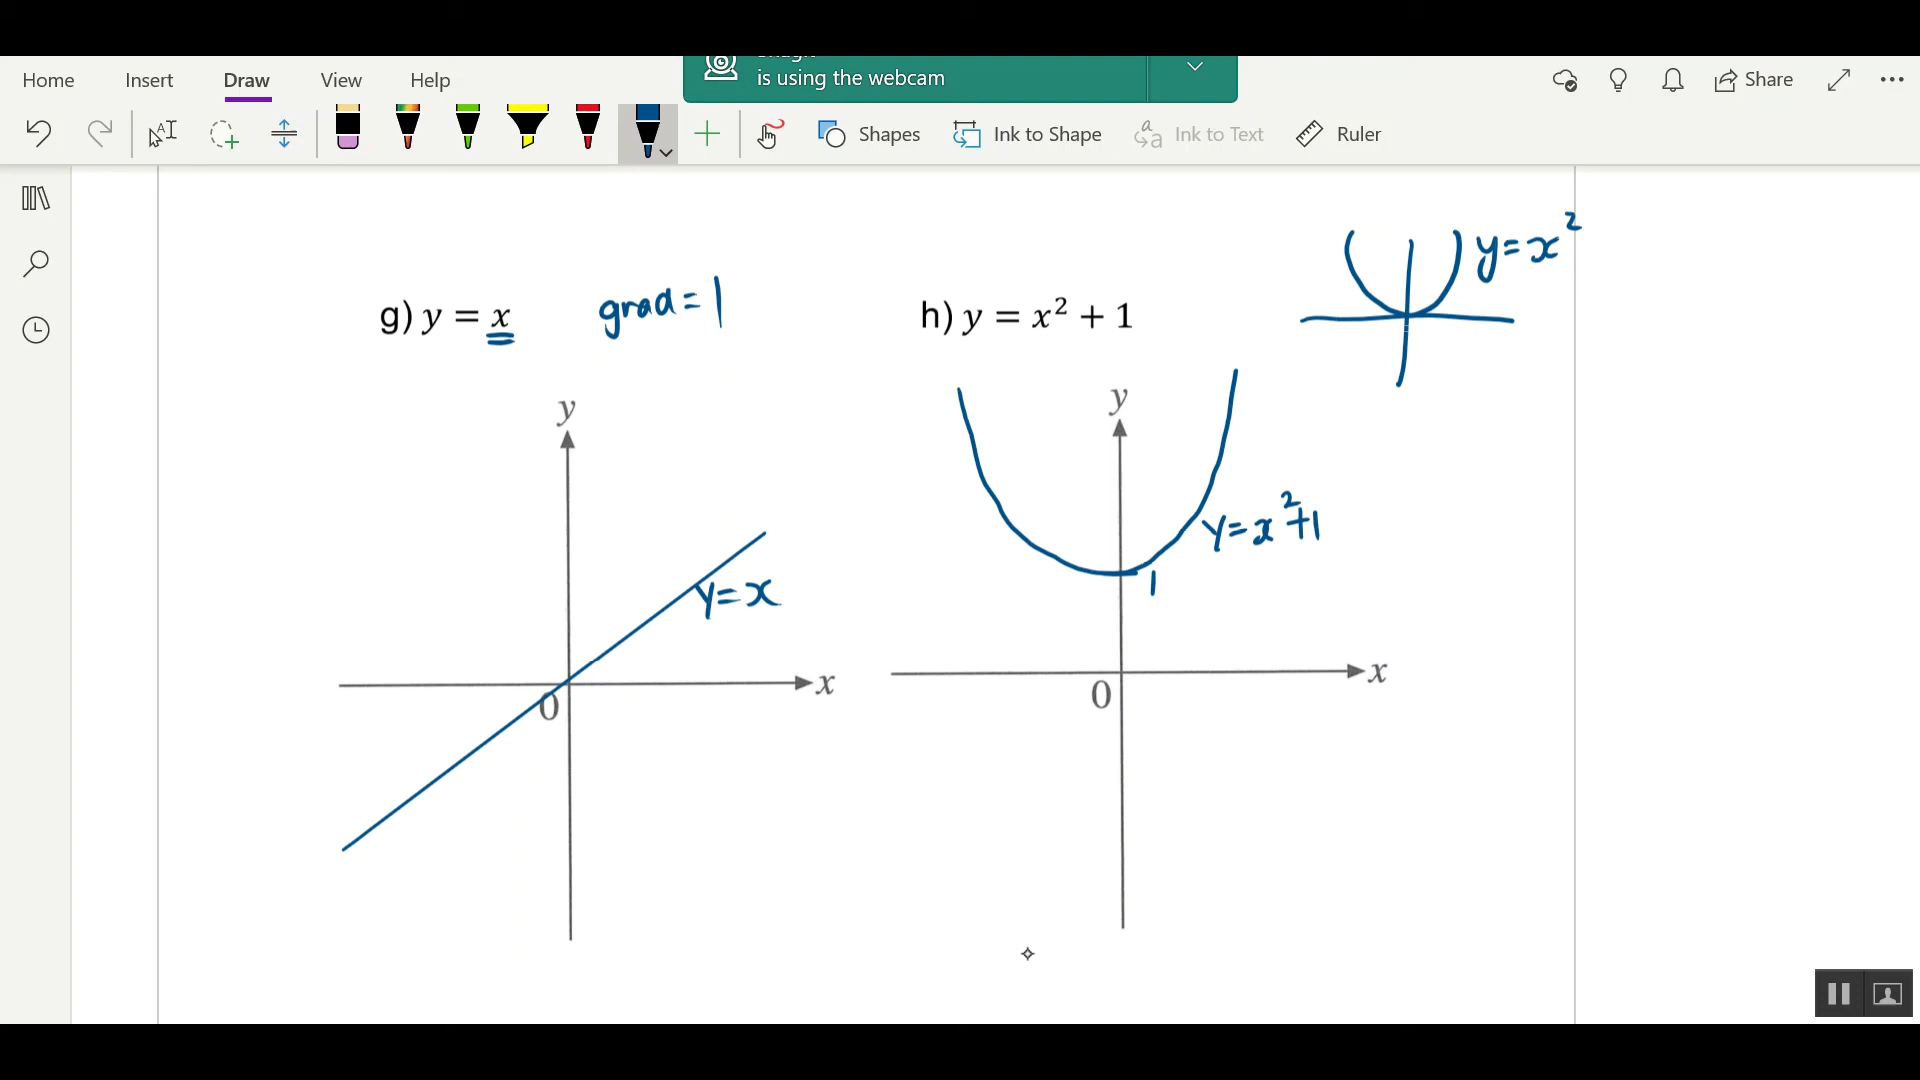 Home Insert Draw View Help
is using the webcam
Share
Shapes Ink to Shape Ink to Text Ruler
y=x²
g) y = x grad = 1 h) y = x² + 1
y y
y=x²+1
y=x 1
x x
0 0